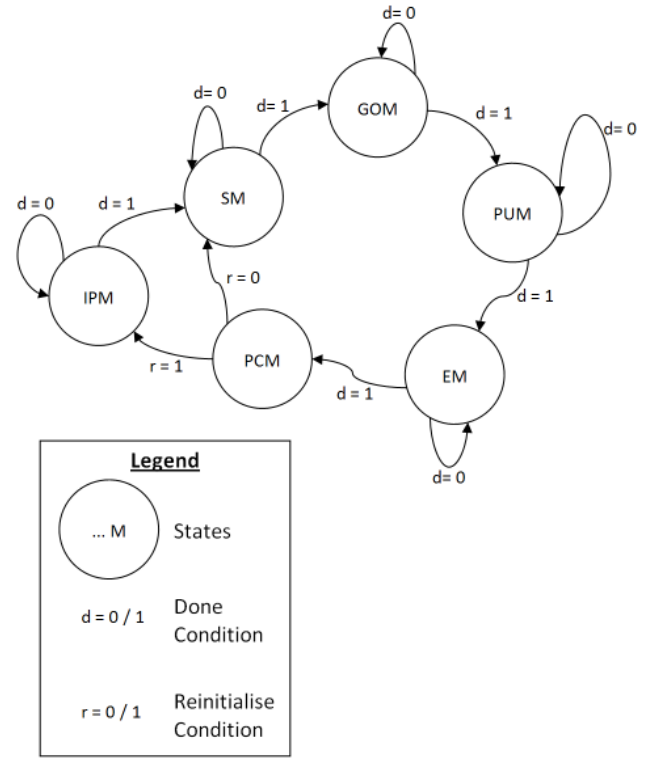 d= 0
GOM
d= 1
d = 1
d= 0
SM
d= 0
PUM
d = 0
d = 1
IPM
r = 0
d = 1
PCM
r = 1
EM
d = 1
d= 0
Legend
... M
States
d = 0 / 1
Done
Condition
r = 0 / 1
Reinitialise
Condition